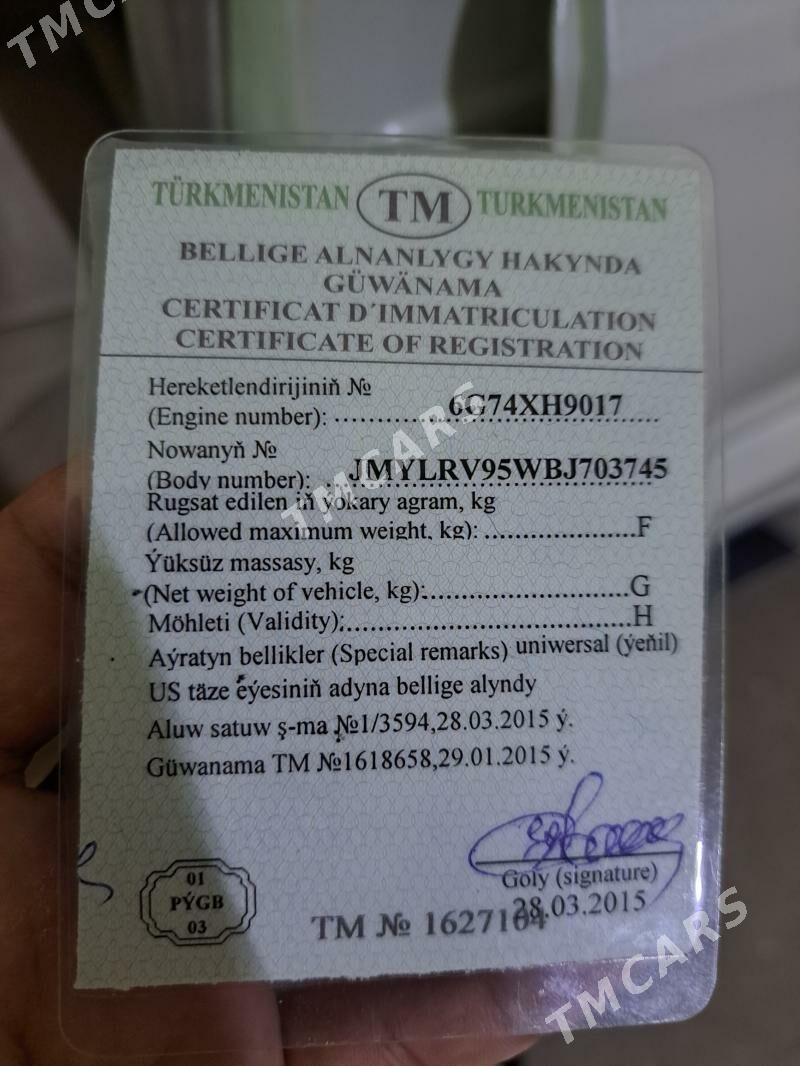 TMCARS
TÜRKMENISTAN TM TURKMENISTAN
BELLIGE ALNANLYGY HAKYNDA
GÜWÄNAMA
CERTIFICAT D´IMMATRICULATION
CERTIFICATE OF REGISTRATION
Hereketlendirijiniň №
(Engine number): 6G74XH9017
Nowanyň №
(Body number): JMYLRV95WBJ703745
Rugsat edilen iň ýokary agram, kg
(Allowed maximum weight, kg): F
Ýüksüz massasy, kg
(Net weight of vehicle, kg): G
Möhleti (Validity): H
Aýratyn bellikler (Special remarks) uniwersal (ýeňil)
US täze eýesiniň adyna bellige alyndy
Aluw satuw ş-ma №1/3594,28.03.2015 ý.
Güwanama TM №1618658,29.01.2015 ý.
Goly (signature)
28.03.2015
01
PÝGB
03
TM № 1627104
TMCARS
TMCARS